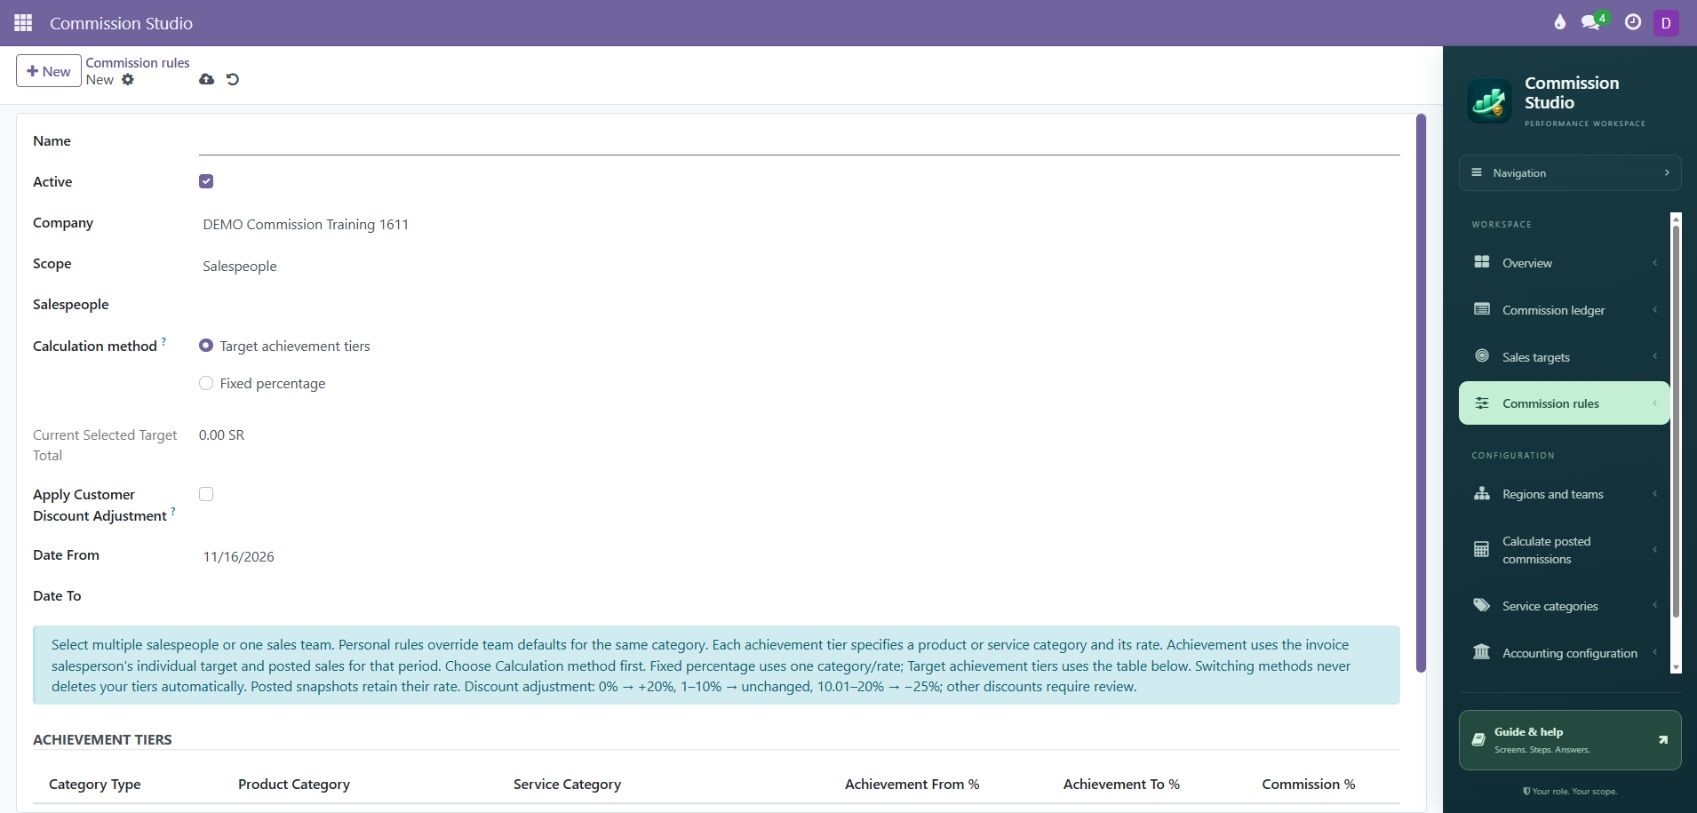 Commission Studio
4
D
New
Commission rules
New
Name
Active
Company
DEMO Commission Training 1611
Scope
Salespeople
Salespeople
Calculation method ?
Target achievement tiers
Fixed percentage
Current Selected Target
Total
0.00 SR
Apply Customer
Discount Adjustment ?
Date From
11/16/2026
Date To
Select multiple salespeople or one sales team. Personal rules override team defaults for the same category. Each achievement tier specifies a product or service category and its rate. Achievement uses the invoice
salesperson's individual target and posted sales for that period. Choose Calculation method first. Fixed percentage uses one category/rate; Target achievement tiers uses the table below. Switching methods never
deletes your tiers automatically. Posted snapshots retain their rate. Discount adjustment: 0% → +20%, 1–10% → unchanged, 10.01–20% → −25%; other discounts require review.
ACHIEVEMENT TIERS
Category Type Product Category Service Category Achievement From % Achievement To % Commission %
Commission
Studio
PERFORMANCE WORKSPACE
Navigation
WORKSPACE
Overview
Commission ledger
Sales targets
Commission rules
CONFIGURATION
Regions and teams
Calculate posted
commissions
Service categories
Accounting configuration
Guide & help
Screens. Steps. Answers.
Your role. Your scope.